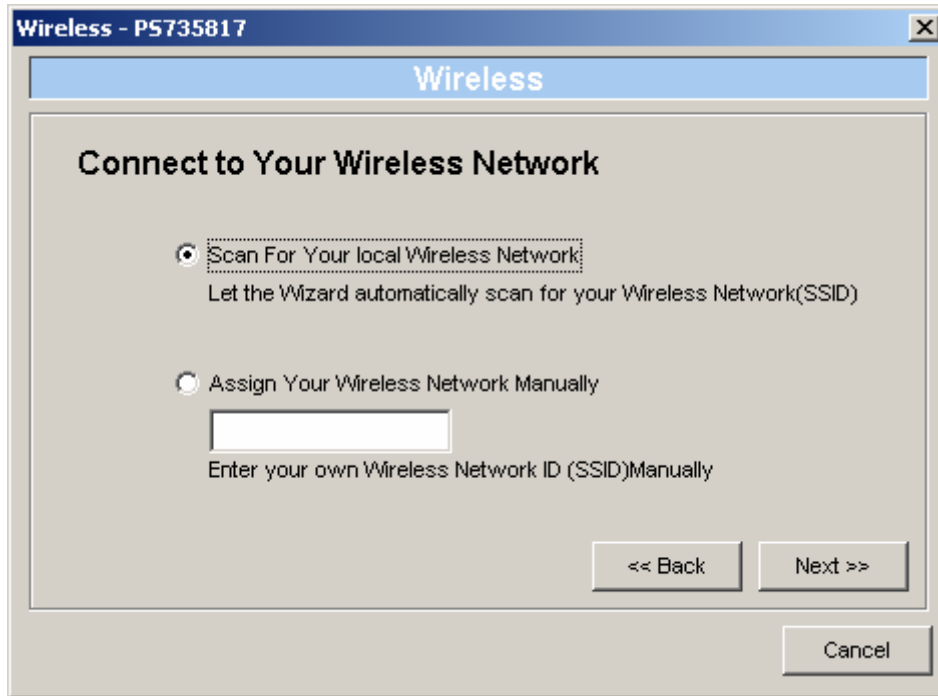 Wireless - PS735817
Wireless
Connect to Your Wireless Network
Scan For Your local Wireless Network
Let the Wizard automatically scan for your Wireless Network(SSID)
Assign Your Wireless Network Manually
Enter your own Wireless Network ID (SSID)Manually
<< Back
Next >>
Cancel